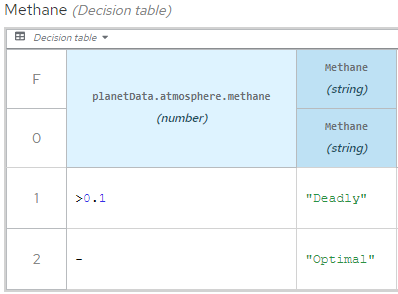 Methane (Decision table)
Decision table
F
planetData.atmosphere.methane
(number)
Methane
(string)
O
Methane
(string)
1
>0.1
"Deadly"
2
-
"Optimal"